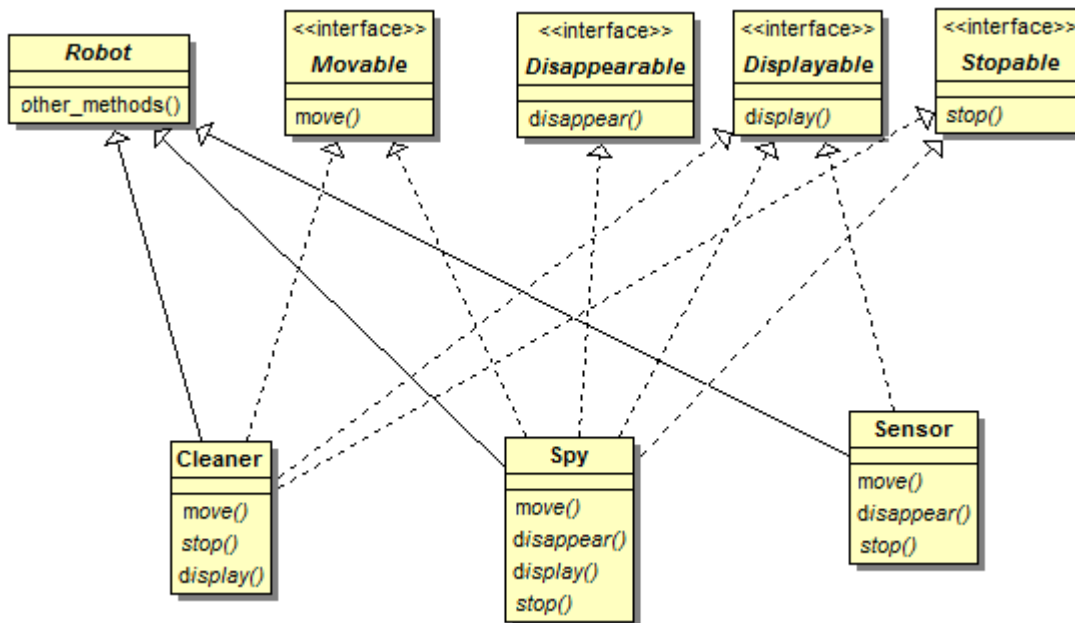 Robot
other_methods()
<<interface>>
Movable
move()
<<interface>>
Disappearable
disappear()
<<interface>>
Displayable
display()
<<interface>>
Stopable
stop()
Cleaner
move()
stop()
display()
Spy
move()
disappear()
display()
stop()
Sensor
move()
disappear()
stop()